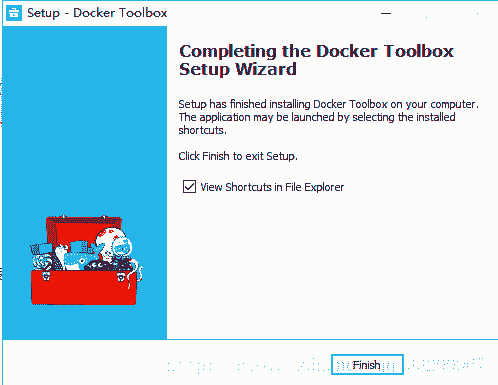 Setup - Docker Toolbox
Completing the Docker Toolbox
Setup Wizard
Setup has finished installing Docker Toolbox on your computer.
The application may be launched by selecting the installed
shortcuts.
Click Finish to exit Setup.
View Shortcuts in File Explorer
Finish